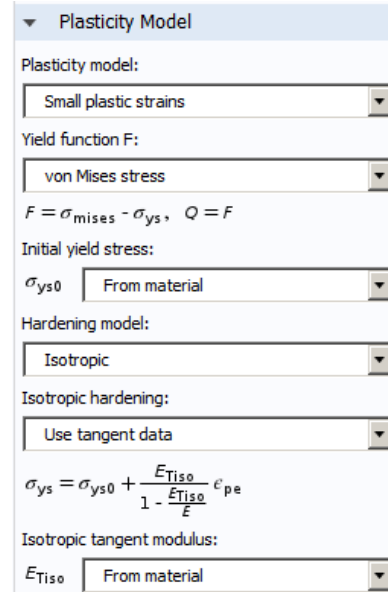 Plasticity Model
Plasticity model:
Small plastic strains
Yield function F:
von Mises stress
F = σmises - σys, Q = F
Initial yield stress:
σys0 From material
Hardening model:
Isotropic
Isotropic hardening:
Use tangent data
σys = σys0 + ETiso / (1 - ETiso/E) ϵpe
Isotropic tangent modulus:
ETiso From material